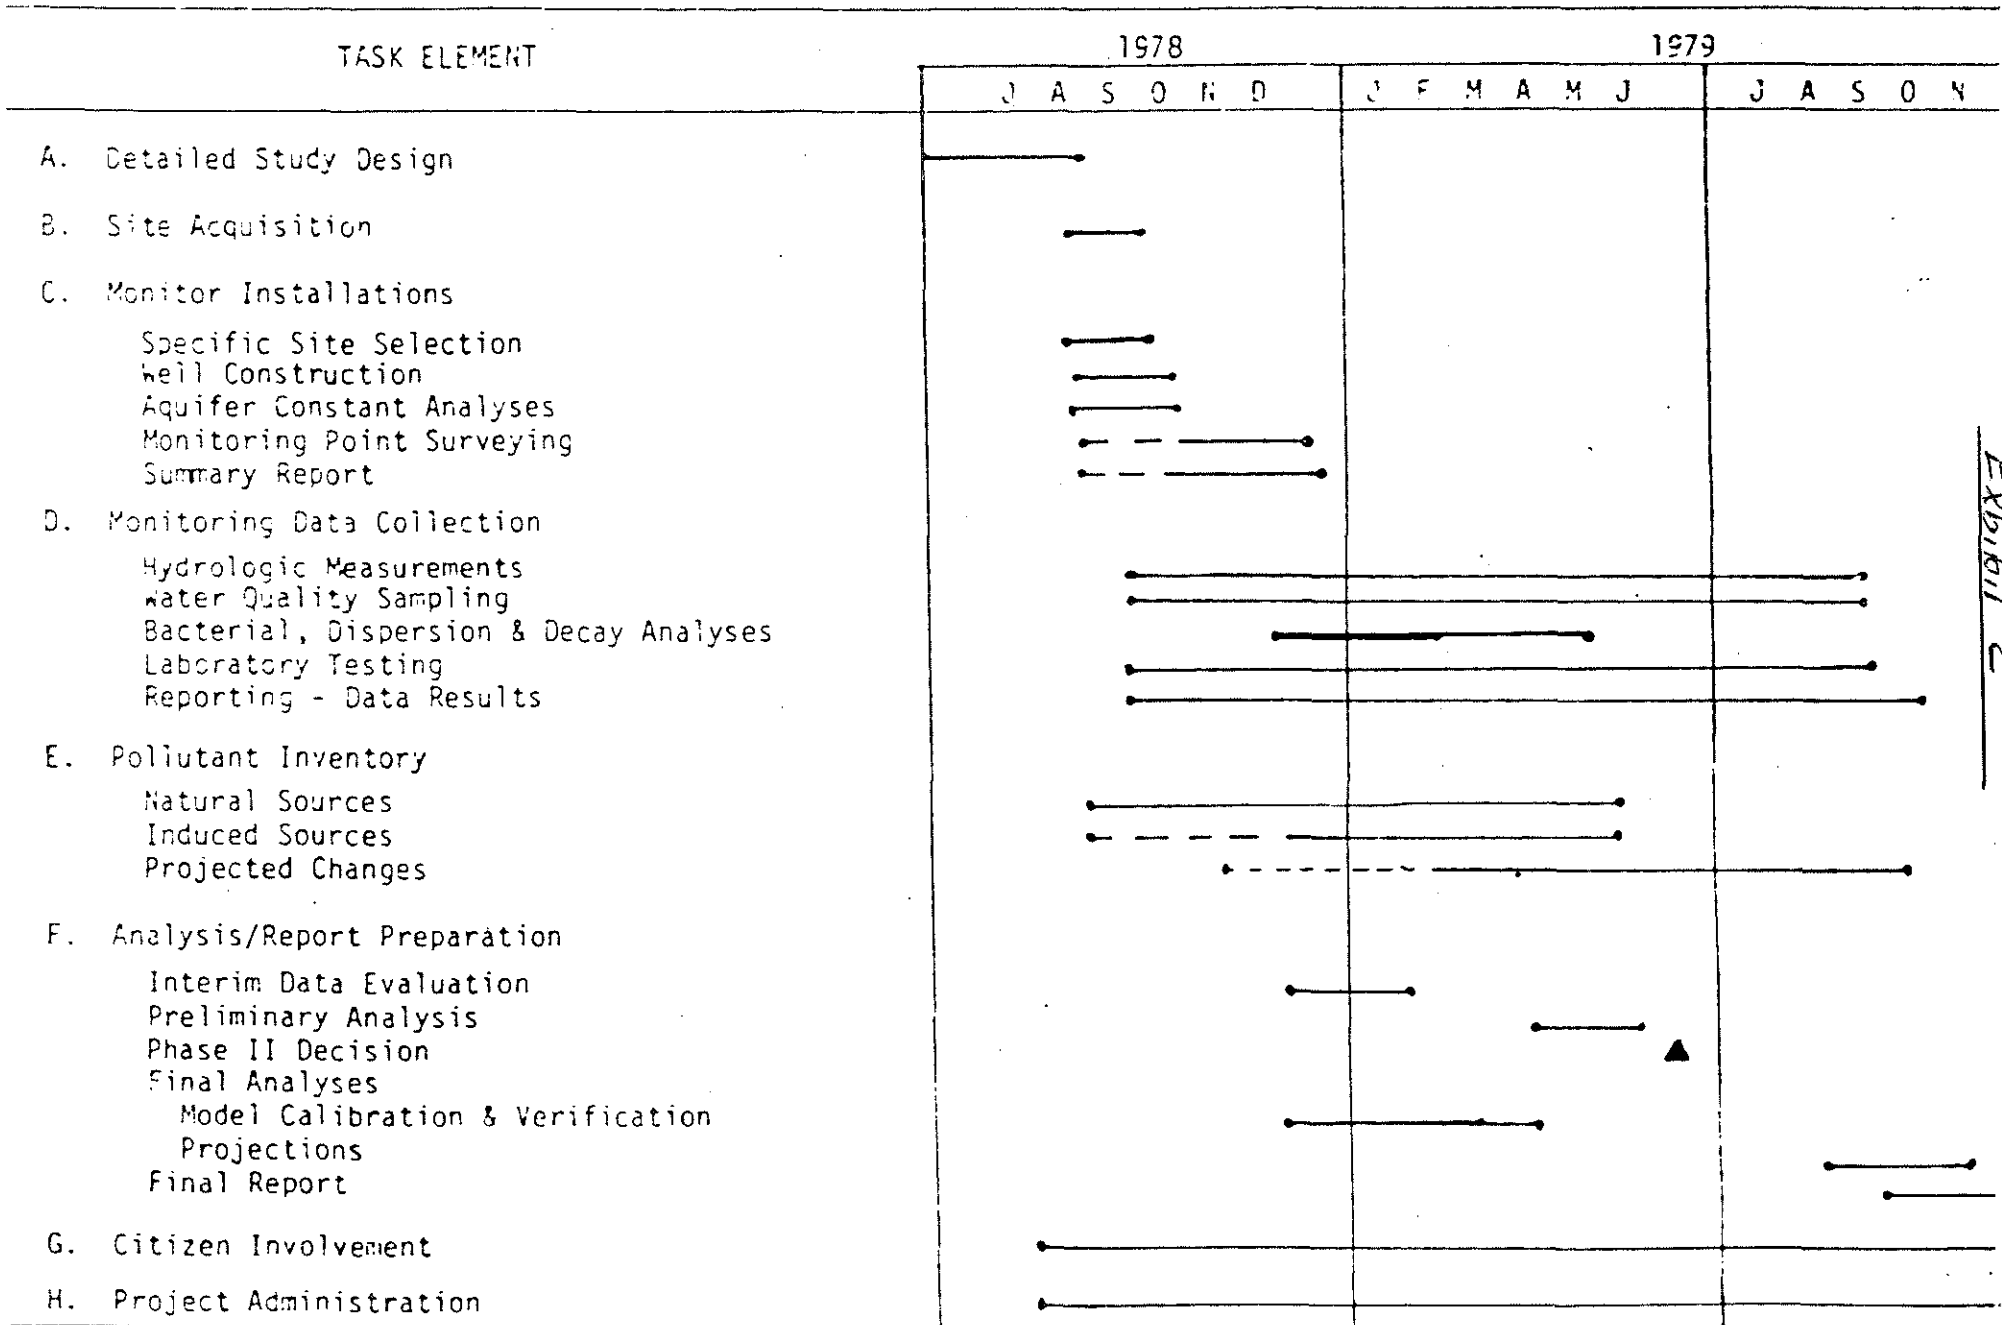 TASK ELEMENT
1978
1979
J A S O N D J F M A M J J A S O N
A. Detailed Study Design
B. Site Acquisition
C. Monitor Installations
Specific Site Selection
Well Construction
Aquifer Constant Analyses
Monitoring Point Surveying
Summary Report
D. Monitoring Data Collection
Hydrologic Measurements
Water Quality Sampling
Bacterial, Dispersion & Decay Analyses
Laboratory Testing
Reporting - Data Results
E. Pollutant Inventory
Natural Sources
Induced Sources
Projected Changes
F. Analysis/Report Preparation
Interim Data Evaluation
Preliminary Analysis
Phase II Decision
Final Analyses
Model Calibration & Verification
Projections
Final Report
G. Citizen Involvement
H. Project Administration
Exhibit C